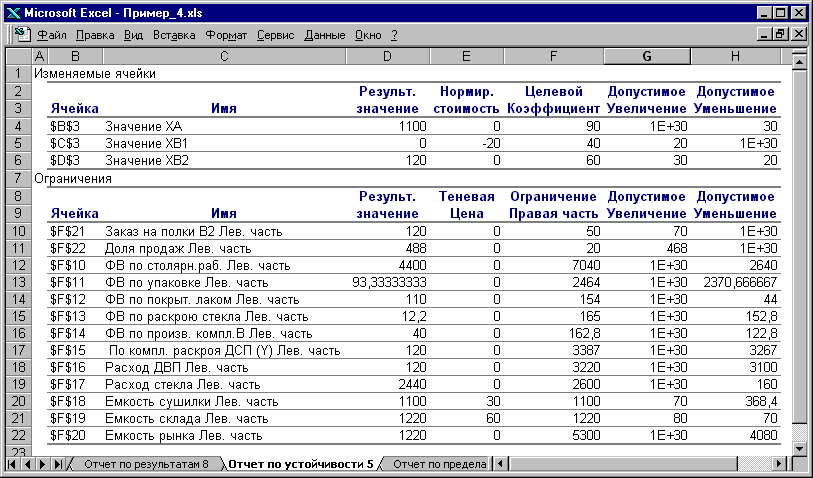 Microsoft Excel - Пример_4.xls
Файл Правка Вид Вставка Формат Сервис Данные Окно ?
A B C D E F G H
1 Изменяемые ячейки
2 Результ. Нормир. Целевой Допустимое Допустимое
3 Ячейка Имя значение стоимость Коэффициент Увеличение Уменьшение
4 $B$3 Значение XA 1100 0 90 1E+30 30
5 $C$3 Значение XB1 0 -20 40 20 1E+30
6 $D$3 Значение XB2 120 0 60 30 20
7 Ограничения
8 Результ. Теневая Ограничение Допустимое Допустимое
9 Ячейка Имя значение Цена Правая часть Увеличение Уменьшение
10 $F$21 Заказ на полки В2 Лев. часть 120 0 50 70 1E+30
11 $F$22 Доля продаж Лев. часть 488 0 20 468 1E+30
12 $F$10 ФВ по столярн.раб. Лев. часть 4400 0 7040 1E+30 2640
13 $F$11 ФВ по упаковке Лев. часть 93,33333333 0 2464 1E+30 2370,666667
14 $F$12 ФВ по покрыт. лаком Лев. часть 110 0 154 1E+30 44
15 $F$13 ФВ по раскрою стекла Лев. часть 12,2 0 165 1E+30 152,8
16 $F$14 ФВ по произв. компл.В Лев. часть 40 0 162,8 1E+30 122,8
17 $F$15 По компл. раскроя ДСП (Y) Лев. часть 120 0 3387 1E+30 3267
18 $F$16 Расход ДВП Лев. часть 120 0 3220 1E+30 3100
19 $F$17 Расход стекла Лев. часть 2440 0 2600 1E+30 160
20 $F$18 Емкость сушилки Лев. часть 1100 30 1100 70 368,4
21 $F$19 Емкость склада Лев. часть 1220 60 1220 80 70
22 $F$20 Емкость рынка Лев. часть 1220 0 5300 1E+30 4080
23
Отчет по результатам 8 Отчет по устойчивости 5 Отчет по предела